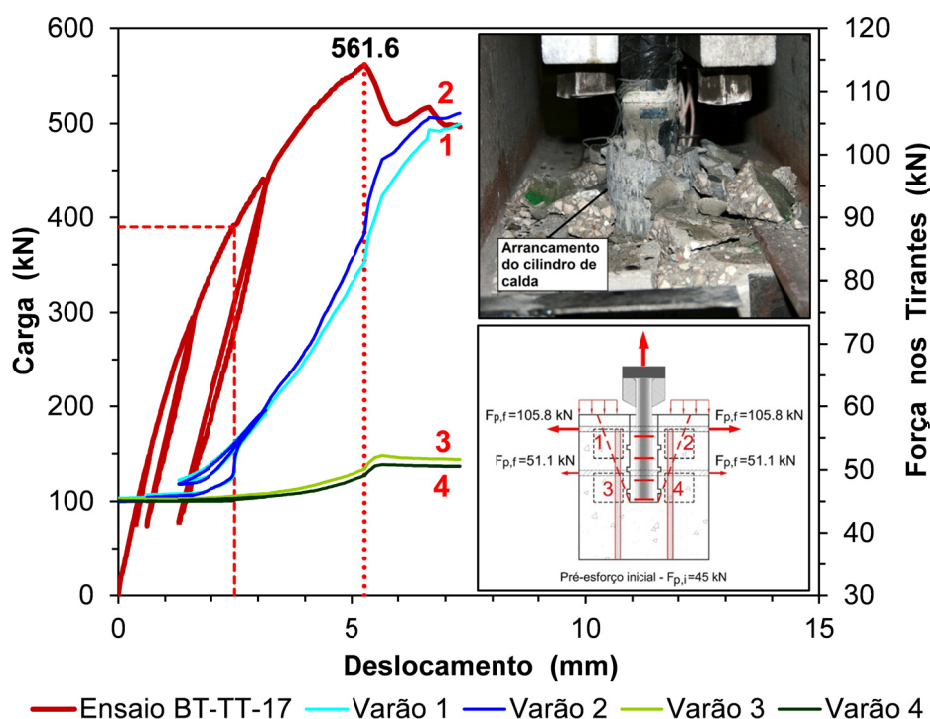 600
500
400
300
200
100
0
Carga (kN)
120
110
100
90
80
70
60
50
40
30
Força nos Tirantes (kN)
561.6
2
1
3
4
Arrancamento
do cilindro de
calda
Fp,f=105.8 kN
Fp,f=105.8 kN
1
2
Fp,f=51.1 kN
Fp,f=51.1 kN
3
4
Pré-esforço inicial - Fp,i=45 kN
0
5
10
15
Deslocamento (mm)
Ensaio BT-TT-17
Varão 1
Varão 2
Varão 3
Varão 4